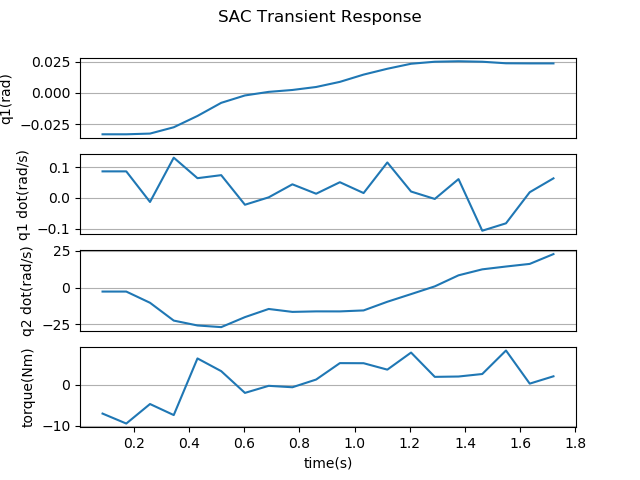 SAC Transient Response
q1(rad)
0.025
0.000
−0.025
q1 dot(rad/s)
0.1
0.0
−0.1
q2 dot(rad/s)
25
0
−25
torque(Nm)
0
−10
0.2 0.4 0.6 0.8 1.0 1.2 1.4 1.6 1.8
time(s)